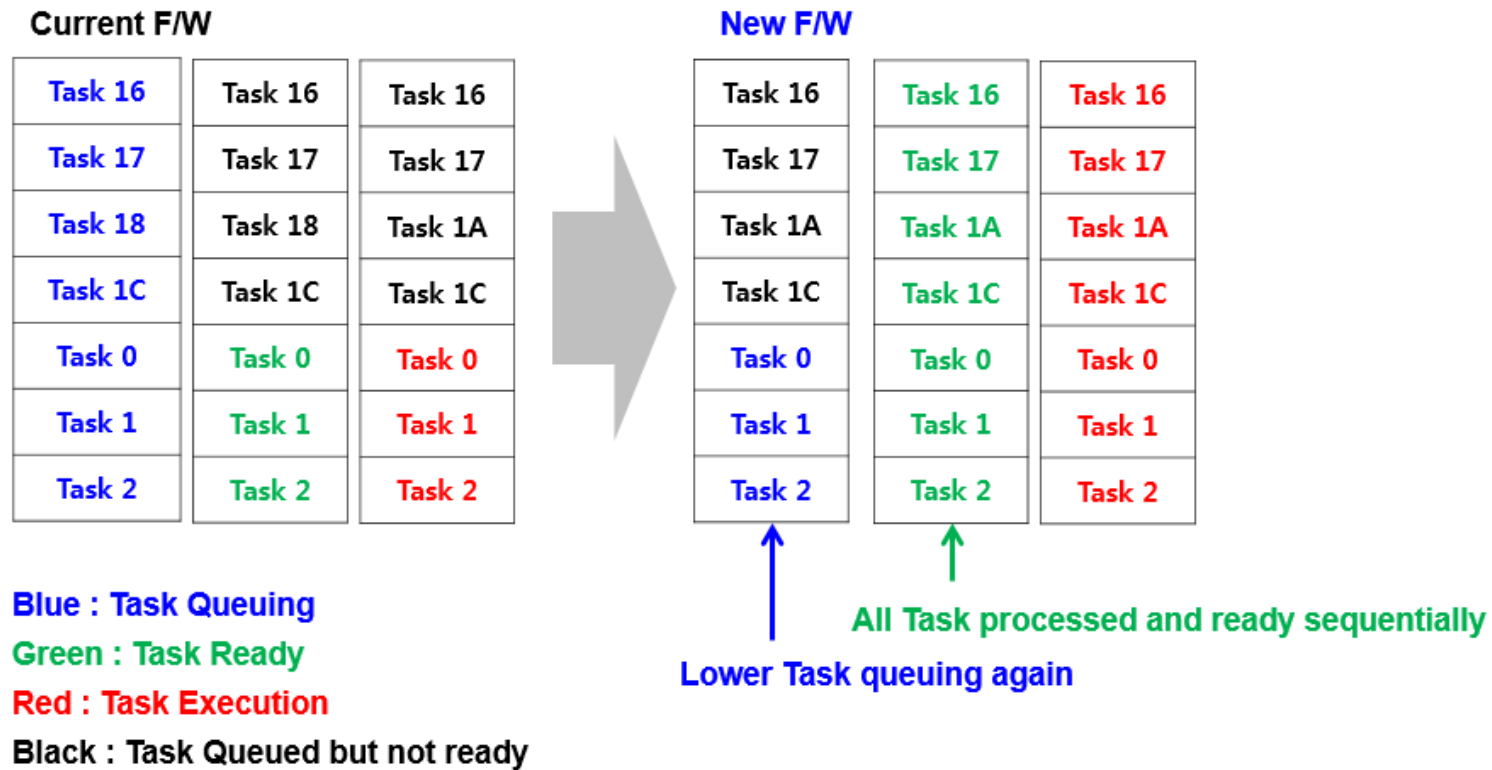 Current F/W
New F/W
Task 16 Task 16 Task 16 Task 16 Task 16 Task 16
Task 17 Task 17 Task 17 Task 17 Task 17 Task 17
Task 18 Task 18 Task 1A Task 1A Task 1A Task 1A
Task 1C Task 1C Task 1C Task 1C Task 1C Task 1C
Task 0 Task 0 Task 0 Task 0 Task 0 Task 0
Task 1 Task 1 Task 1 Task 1 Task 1 Task 1
Task 2 Task 2 Task 2 Task 2 Task 2 Task 2
Blue : Task Queuing
Green : Task Ready
Red : Task Execution
Black : Task Queued but not ready
All Task processed and ready sequentially
Lower Task queuing again